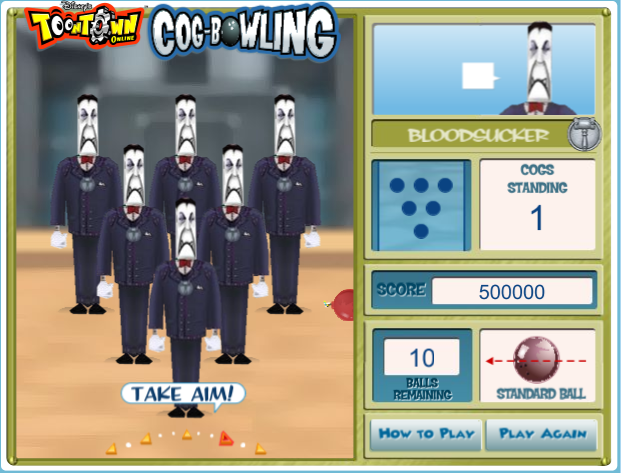 Disney's
TOONTOWN
ONLINE
COG-BOWLING
BLOODSUCKER
COGS
STANDING
1
SCORE
500000
10
BALLS
REMAINING
STANDARD BALL
TAKE AIM!
HOW TO PLAY
PLAY AGAIN